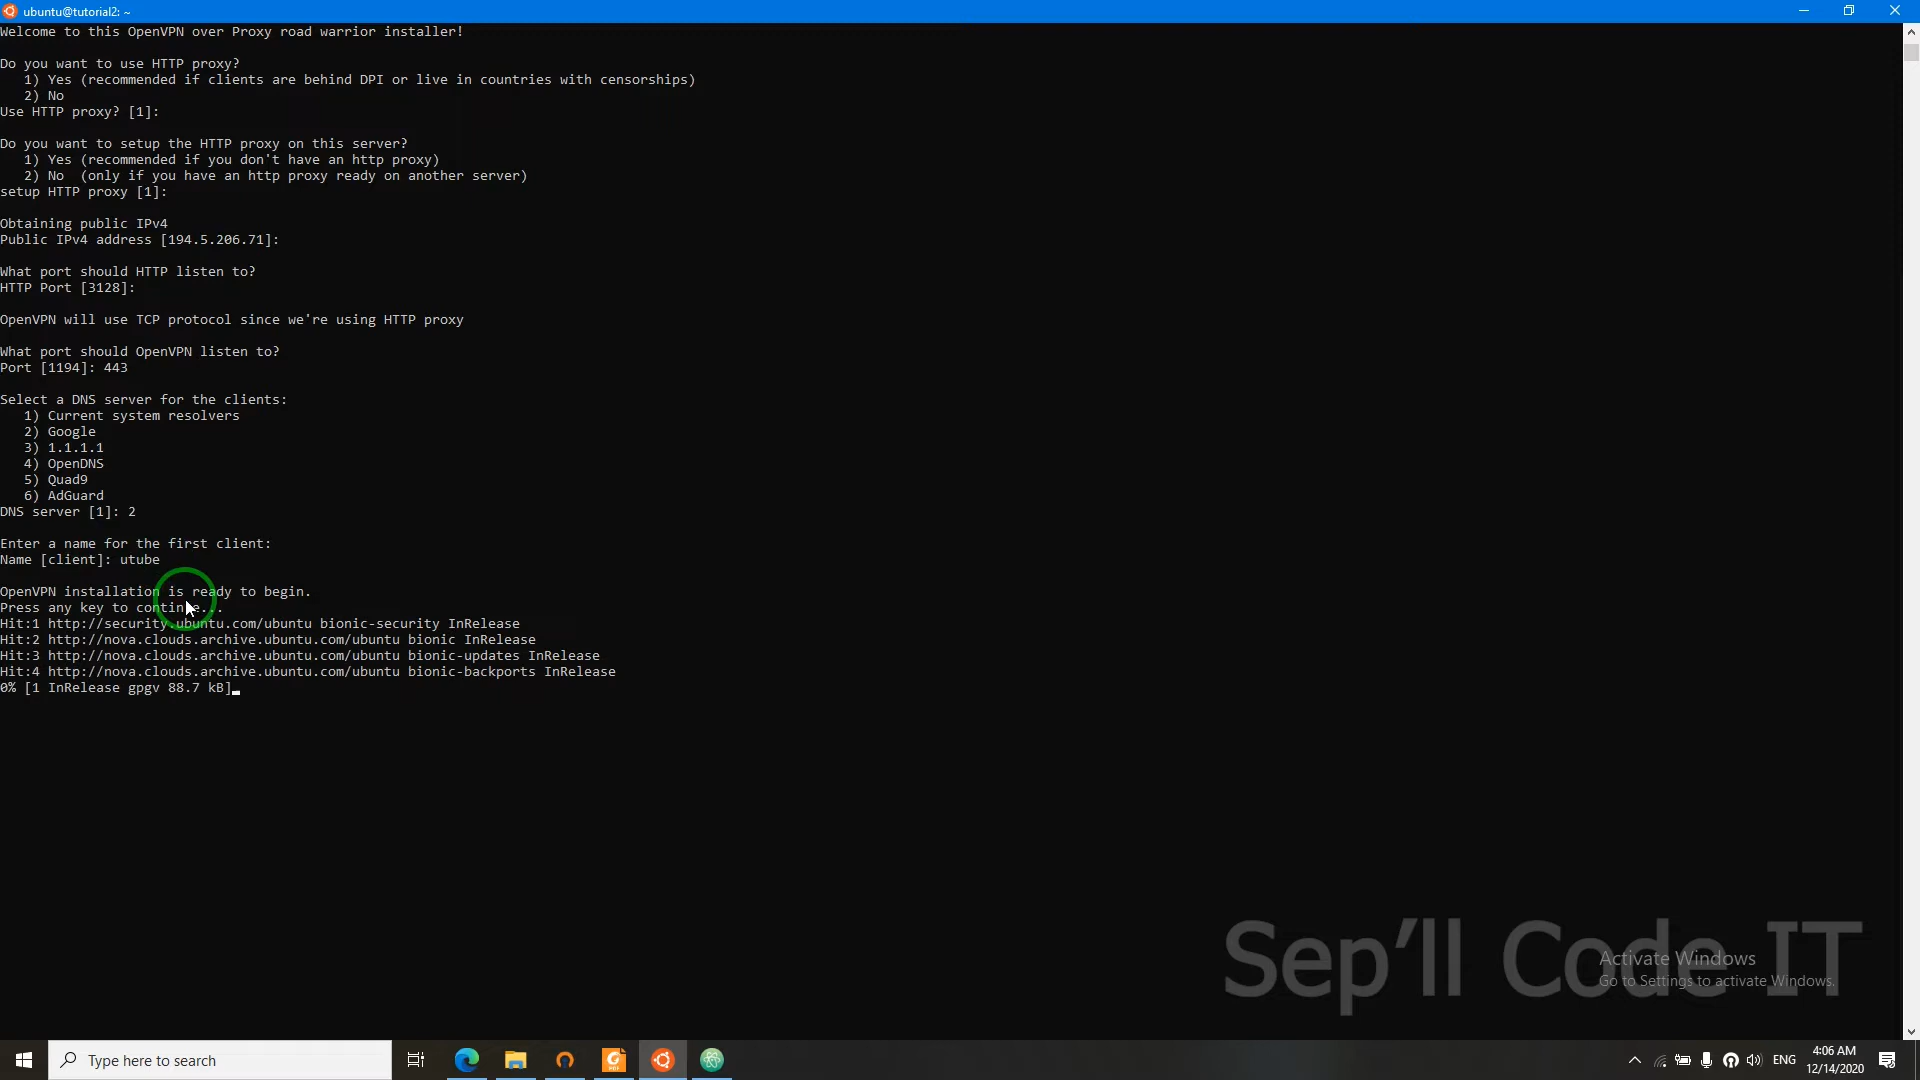 ubuntu@tutorial2: ~
Welcome to this OpenVPN over Proxy road warrior installer!
Do you want to use HTTP proxy?
1) Yes (recommended if clients are behind DPI or live in countries with censorships)
2) No
Use HTTP proxy? [1]:
Do you want to setup the HTTP proxy on this server?
1) Yes (recommended if you don't have an http proxy)
2) No  (only if you have an http proxy ready on another server)
setup HTTP proxy [1]:
Obtaining public IPv4
Public IPv4 address [194.5.206.71]:
What port should HTTP listen to?
HTTP Port [3128]:
OpenVPN will use TCP protocol since we're using HTTP proxy
What port should OpenVPN listen to?
Port [1194]: 443
Select a DNS server for the clients:
1) Current system resolvers
2) Google
3) 1.1.1.1
4) OpenDNS
5) Quad9
6) AdGuard
DNS server [1]: 2
Enter a name for the first client:
Name [client]: utube
OpenVPN installation is ready to begin.
Press any key to continue...
Hit:1 http://security.ubuntu.com/ubuntu bionic-security InRelease
Hit:2 http://nova.clouds.archive.ubuntu.com/ubuntu bionic InRelease
Hit:3 http://nova.clouds.archive.ubuntu.com/ubuntu bionic-updates InRelease
Hit:4 http://nova.clouds.archive.ubuntu.com/ubuntu bionic-backports InRelease
0% [1 InRelease gpgv 88.7 kB]
Sep'll Code IT
Activate Windows
Go to Settings to activate Windows.
Type here to search
ENG
4:06 AM
12/14/2020